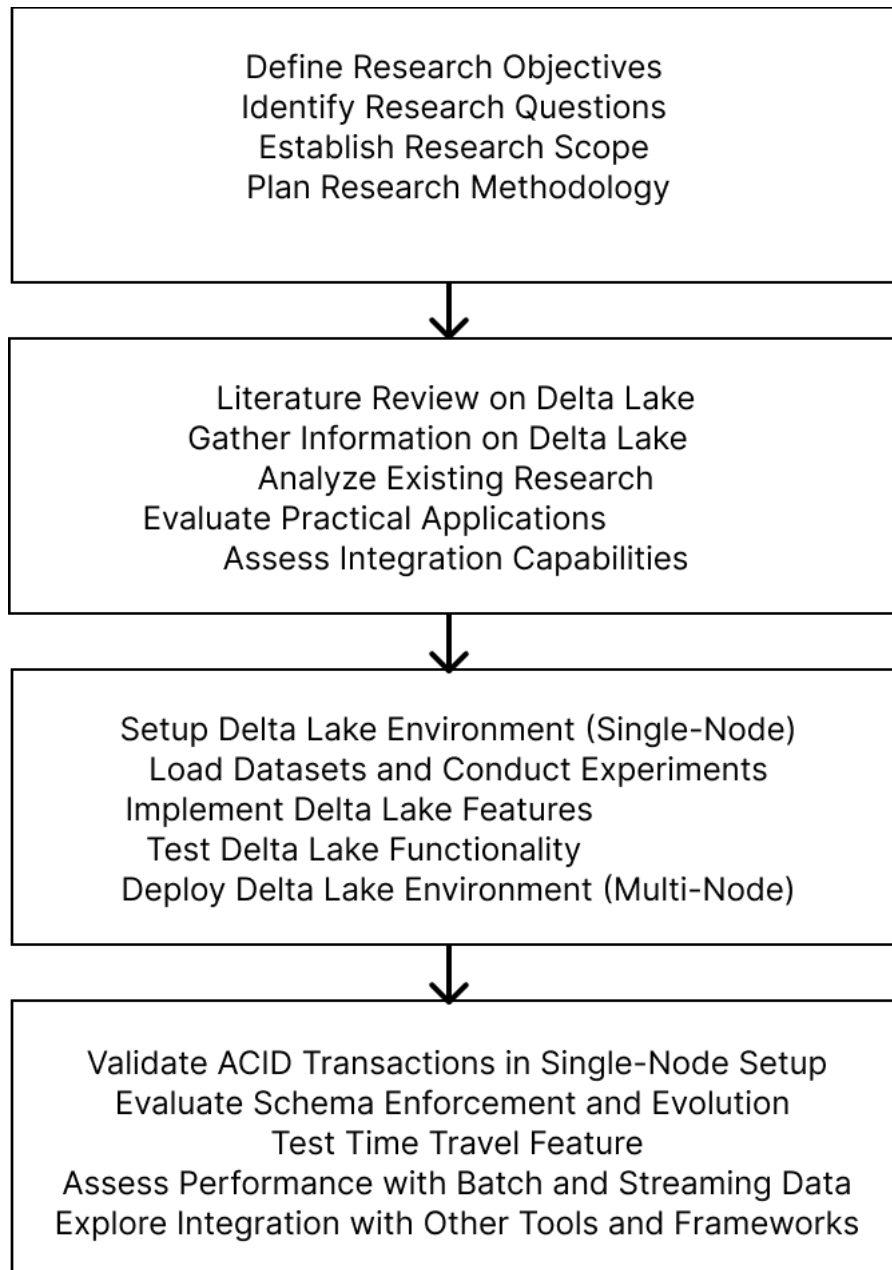 Define Research Objectives
Identify Research Questions
Establish Research Scope
Plan Research Methodology
Literature Review on Delta Lake
Gather Information on Delta Lake
Analyze Existing Research
Evaluate Practical Applications
Assess Integration Capabilities
Setup Delta Lake Environment (Single-Node)
Load Datasets and Conduct Experiments
Implement Delta Lake Features
Test Delta Lake Functionality
Deploy Delta Lake Environment (Multi-Node)
Validate ACID Transactions in Single-Node Setup
Evaluate Schema Enforcement and Evolution
Test Time Travel Feature
Assess Performance with Batch and Streaming Data
Explore Integration with Other Tools and Frameworks